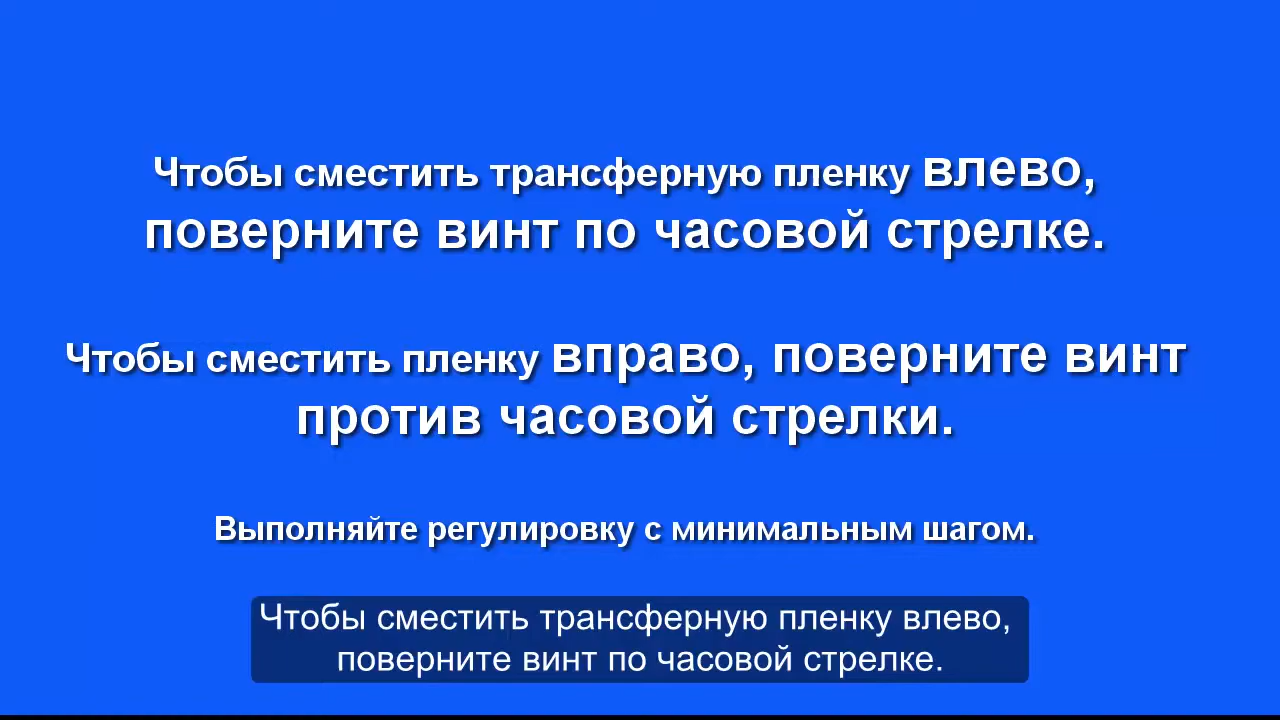 Чтобы сместить трансферную пленку влево,
поверните винт по часовой стрелке.
Чтобы сместить пленку вправо, поверните винт
против часовой стрелки.
Выполняйте регулировку с минимальным шагом.
Чтобы сместить трансферную пленку влево,
поверните винт по часовой стрелке.